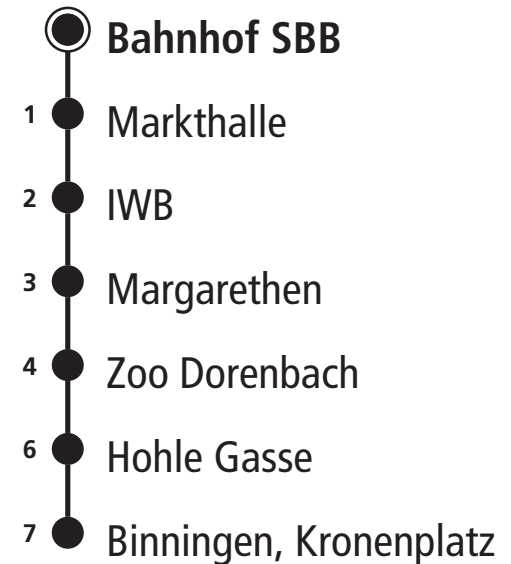 Bahnhof SBB
1 Markthalle
2 IWB
3 Margarethen
4 Zoo Dorenbach
6 Hohle Gasse
7 Binningen, Kronenplatz